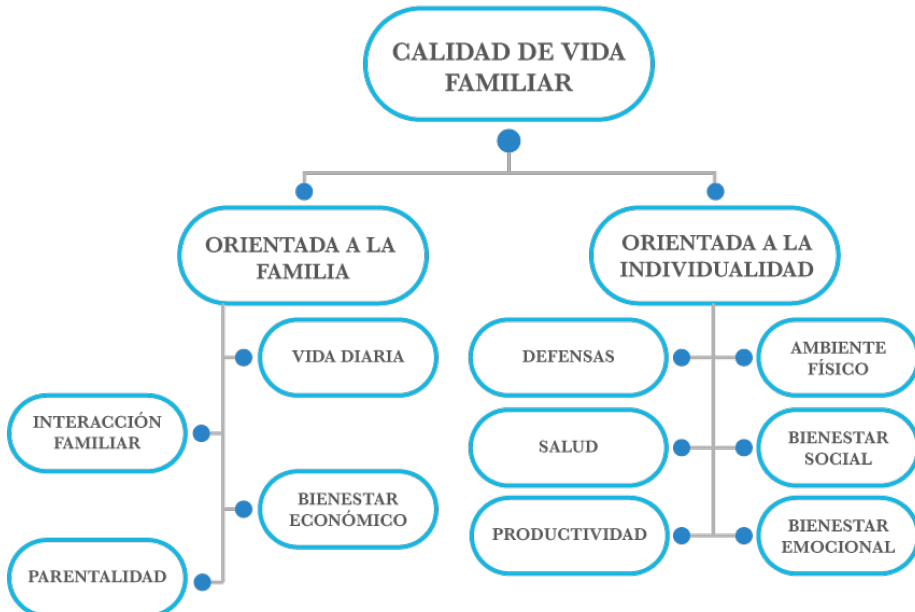 CALIDAD DE VIDA
FAMILIAR
ORIENTADA A LA
FAMILIA
ORIENTADA A LA
INDIVIDUALIDAD
VIDA DIARIA
INTERACCIÓN
FAMILIAR
BIENESTAR
ECONÓMICO
PARENTALIDAD
DEFENSAS
AMBIENTE
FÍSICO
SALUD
BIENESTAR
SOCIAL
PRODUCTIVIDAD
BIENESTAR
EMOCIONAL